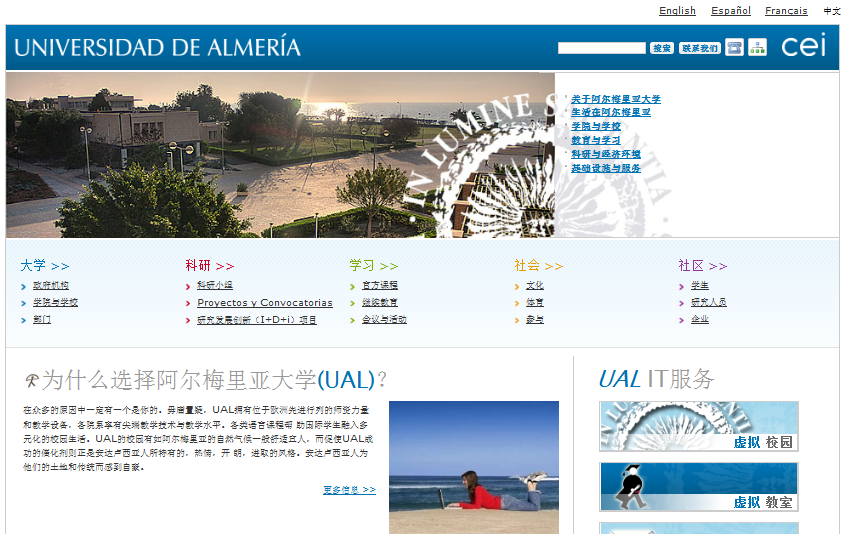 English Español Français 中文
UNIVERSIDAD DE ALMERÍA
搜索 联系我们
cei
IN LUMINE SAPIENTIA
关于阿尔梅里亚大学
生活在阿尔梅里亚
学院与学校
教育与学习
科研与经济环境
基础设施与服务
大学 >>
政府机构
学院与学校
部门
科研 >>
科研小组
Proyectos y Convocatorias
研究发展创新（I+D+i）项目
学习 >>
官方课程
继续教育
会议与活动
社会 >>
文化
体育
参与
社区 >>
学生
研究人员
企业
为什么选择阿尔梅里亚大学(UAL)?
在众多的原因中一定有一个是你的。毋庸置疑，UAL拥有位于欧洲先进行列的师资力量
和教学设备，各院系享有尖端教学技术与教学水平。各类语言课程帮 助国际学生融入多
元化的校园生活。UAL的校园有如阿尔梅里亚的自然气候一般舒适宜人，而促使UAL成
功的催化剂则正是安达卢西亚人所特有的，热情，开 朗，进取的风格。安达卢西亚人为
他们的土地和传统而感到自豪。
更多信息 >>
UAL IT服务
虚拟 校园
虚拟 教室